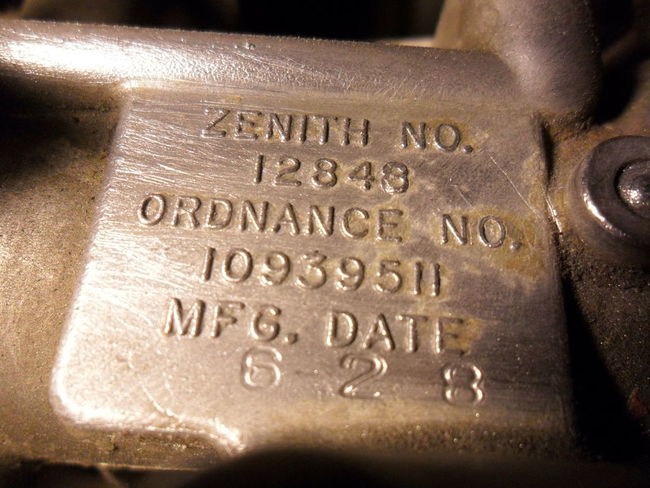 ZENITH NO.
12848
ORDNANCE NO.
10939511
MFG. DATE
6 2 8